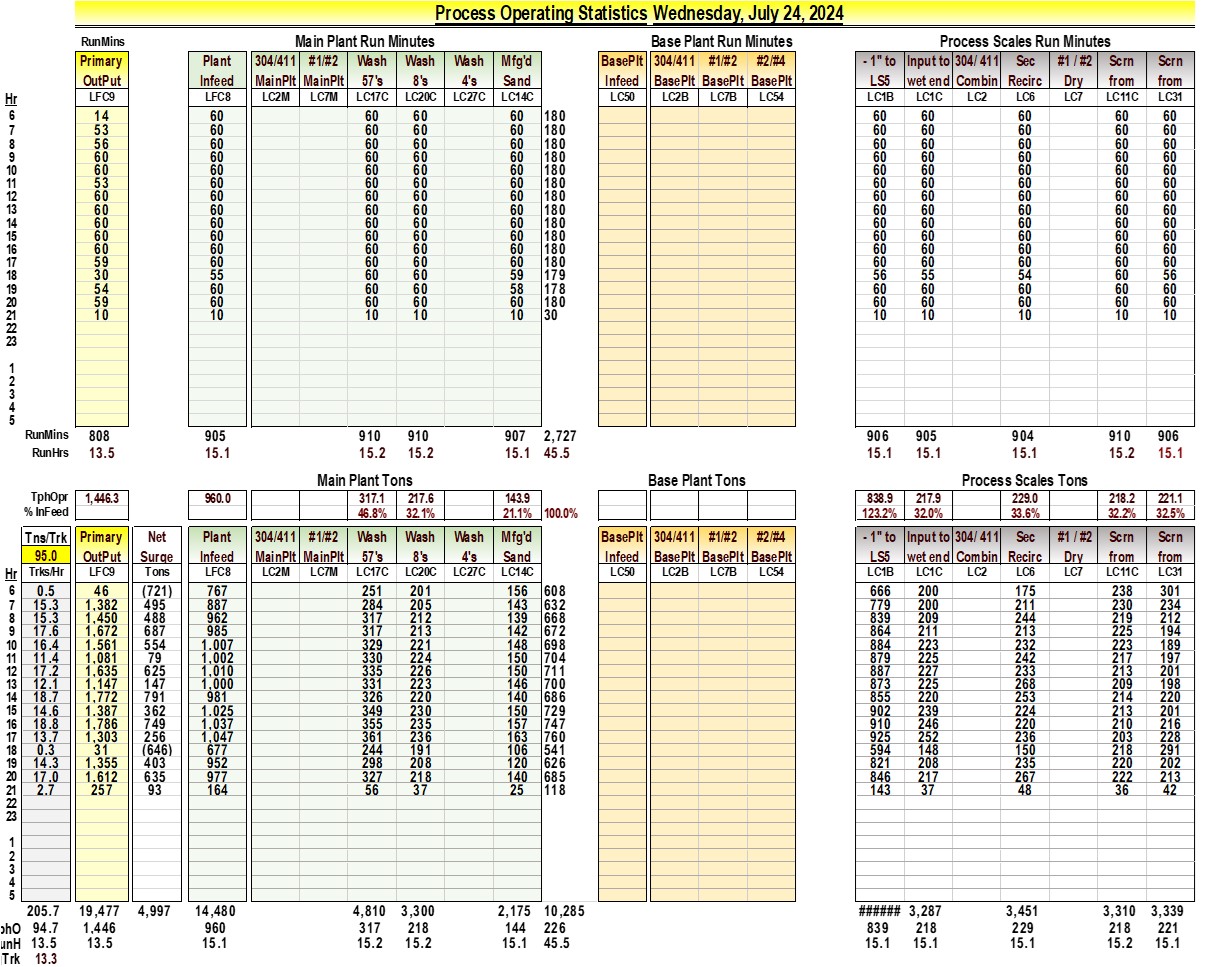 Process Operating Statistics Wednesday, July 24, 2024
RunMins Main Plant Run Minutes Base Plant Run Minutes Process Scales Run Minutes
Primary Plant 304/411 #1/#2 Wash Wash Wash Mfg'd BasePlt 304/411 #1/#2 #2/#4 - 1" to Input to 304/ 411 Sec #1 / #2 Scrn Scrn
OutPut Infeed MainPlt MainPlt 57's 8's 4's Sand Infeed BasePlt BasePlt BasePlt LS5 wet end Combin Recirc Dry from from
Hr LFC9 LFC8 LC2M LC7M LC17C LC20C LC27C LC14C LC50 LC2B LC7B LC54 LC1B LC1C LC2 LC6 LC7 LC11C LC31
6 14 60 60 60 60 180 60 60 60 60 60
7 53 60 60 60 60 180 60 60 60 60 60
8 56 60 60 60 60 180 60 60 60 60 60
9 60 60 60 60 60 180 60 60 60 60 60
10 60 60 60 60 60 180 60 60 60 60 60
11 53 60 60 60 60 180 60 60 60 60 60
12 60 60 60 60 60 180 60 60 60 60 60
13 60 60 60 60 60 180 60 60 60 60 60
14 60 60 60 60 60 180 60 60 60 60 60
15 60 60 60 60 60 180 60 60 60 60 60
16 60 60 60 60 60 180 60 60 60 60 60
17 59 60 60 60 60 180 60 60 60 60 60
18 30 55 60 60 59 179 56 55 54 60 56
19 54 60 60 60 58 178 60 60 60 60 60
20 59 60 60 60 60 180 60 60 60 60 60
21 10 10 10 10 10 30 10 10 10 10 10
22
23
1
2
3
4
5
RunMins 808 905 910 910 907 2,727 906 905 904 910 906
RunHrs 13.5 15.1 15.2 15.2 15.1 45.5 15.1 15.1 15.1 15.2 15.1
Main Plant Tons Base Plant Tons Process Scales Tons
TphOpr 1,446.3 960.0 317.1 217.6 143.9 838.9 217.9 229.0 218.2 221.1
% InFeed 46.8% 32.1% 21.1% 100.0% 123.2% 32.0% 33.6% 32.2% 32.5%
Tns/Trk Primary Net Plant 304/411 #1/#2 Wash Wash Wash Mfg'd BasePlt 304/411 #1/#2 #2/#4 - 1" to Input to 304/ 411 Sec #1 / #2 Scrn Scrn
95.0 OutPut Surge Infeed MainPlt MainPlt 57's 8's 4's Sand Infeed BasePlt BasePlt BasePlt LS5 wet end Combin Recirc Dry from from
Hr Trks/Hr LFC9 Tons LFC8 LC2M LC7M LC17C LC20C LC27C LC14C LC50 LC2B LC7B LC54 LC1B LC1C LC2 LC6 LC7 LC11C LC31
6 0.5 46 (721) 767 251 201 156 608 666 200 175 238 301
7 15.3 1,382 495 887 284 205 143 632 779 200 211 230 234
8 15.3 1,450 488 962 317 212 139 668 839 209 244 219 212
9 17.6 1,672 687 985 317 213 142 672 864 211 213 225 194
10 16.4 1,561 554 1,007 329 221 148 698 884 223 232 223 189
11 11.4 1,081 79 1,002 330 224 150 704 879 225 242 217 197
12 17.2 1,635 625 1,010 335 226 150 711 887 227 233 213 201
13 12.1 1,147 147 1,000 331 223 146 700 873 225 268 209 198
14 18.7 1,772 791 981 326 220 140 686 855 220 253 214 220
15 14.6 1,387 362 1,025 349 230 150 729 902 239 224 213 201
16 18.8 1,786 749 1,037 355 235 157 747 910 246 220 210 216
17 13.7 1,303 256 1,047 361 236 163 760 925 252 236 203 228
18 0.3 31 (646) 677 244 191 106 541 594 148 150 218 291
19 14.3 1,355 403 952 298 208 120 626 821 208 235 220 202
20 17.0 1,612 635 977 327 218 140 685 846 217 267 222 213
21 2.7 257 93 164 56 37 25 118 143 37 48 36 42
22
23
1
2
3
4
5
205.7 19,477 4,997 14,480 4,810 3,300 2,175 10,285 ###### 3,287 3,451 3,310 3,339
phO 94.7 1,446 960 317 218 144 226 839 218 229 218 221
unH 13.5 13.5 15.1 15.2 15.2 15.1 45.5 15.1 15.1 15.1 15.2 15.1
Trk 13.3